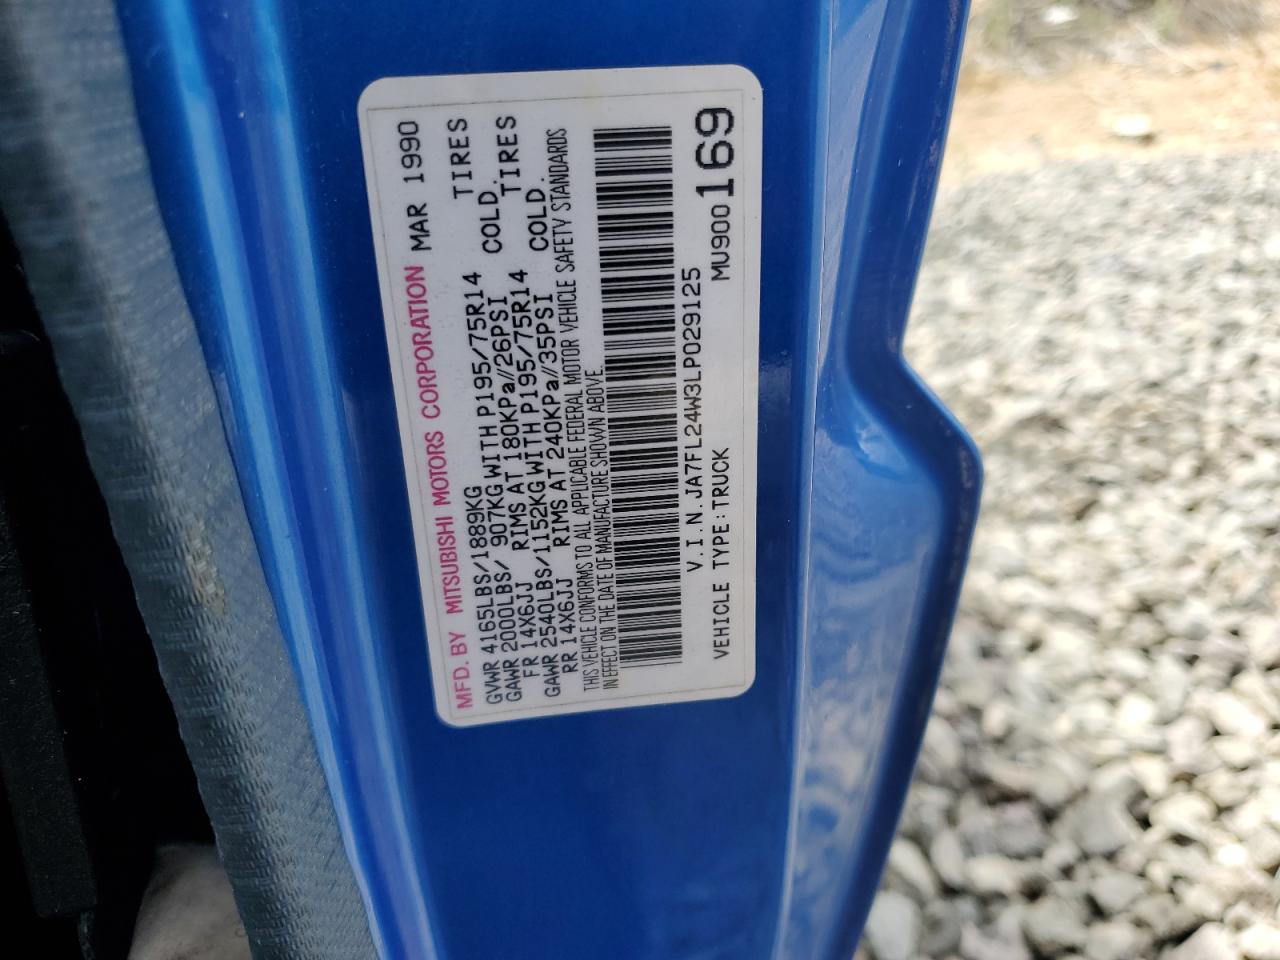 MFD. BY MITSUBISHI MOTORS CORPORATION MAR 1990
GVWR 4165LBS/1889KG
GAWR 2000LBS/ 907KG WITH P195/75R14 TIRES
FR 14X6JJ RIMS AT 180KPa//26PSI COLD.
GAWR 2540LBS/1152KG WITH P195/75R14 TIRES
RR 14X6JJ RIMS AT 240KPa//35PSI COLD.
THIS VEHICLE CONFORMS TO ALL APPLICABLE FEDERAL MOTOR VEHICLE SAFETY STANDARDS
IN EFFECT ON THE DATE OF MANUFACTURE SHOWN ABOVE.
V.I.N. JA7FL24W3LP029125
VEHICLE TYPE:TRUCK MU900169